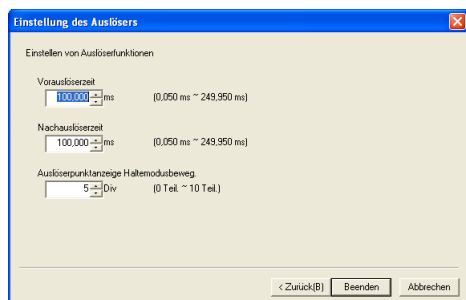 Einstellung des Auslösers
Einstellen von Auslöserfunktionen
Vorauslöserzeit
100,000 ms (0,050 ms ~ 249,950 ms)
Nachauslöserzeit
100,000 ms (0,050 ms ~ 249,950 ms)
Auslöserpunktanzeige Haltemodusbeweg.
5 Div (0 Teil. ~ 10 Teil.)
< Zurück(B) Beenden Abbrechen